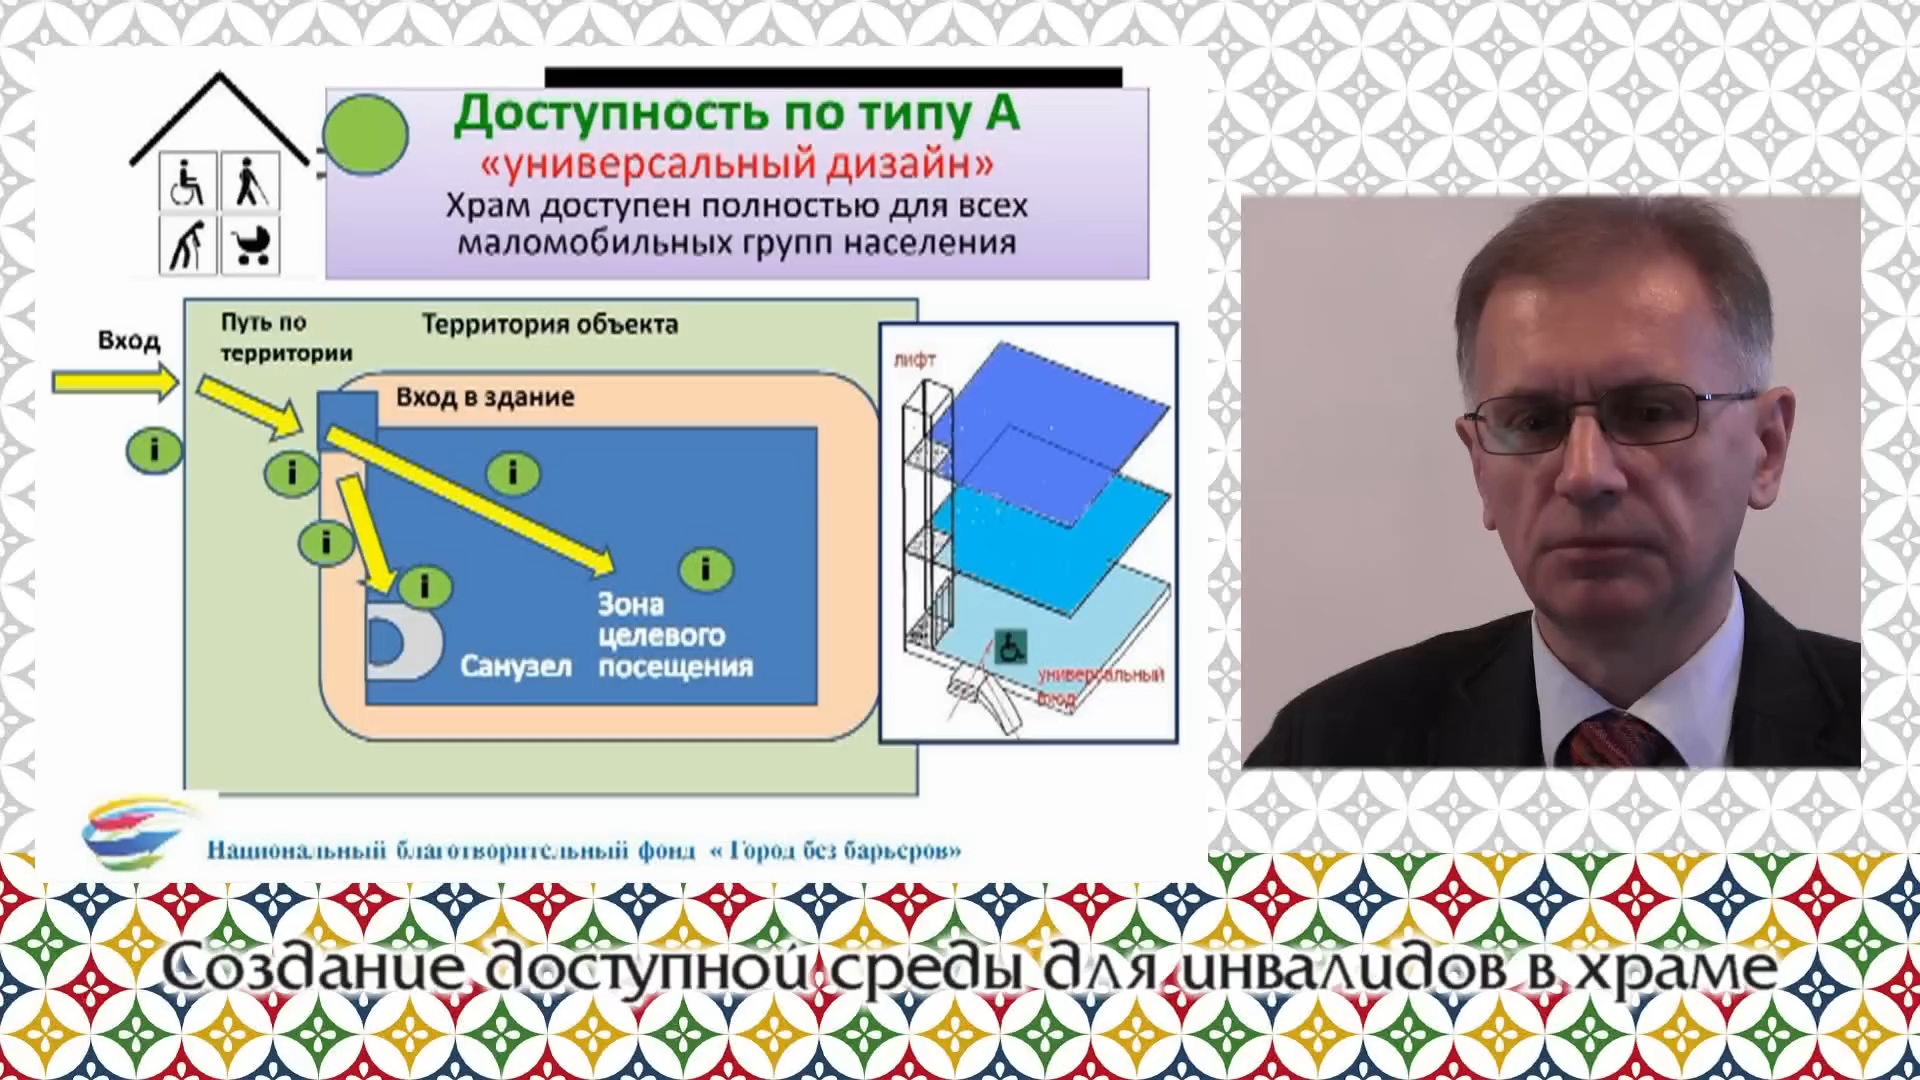 Доступность по типу А
«универсальный дизайн»
Храм доступен полностью для всех
маломобильных групп населения
Вход
Путь по
территории
Территория объекта
Вход в здание
i
i
i
i
i
i
Зона
целевого
посещения
Санузел
лифт
универсальный
вход
Национальный благотворительный фонд « Город без барьеров»
Создание доступной среды для инвалидов в храме